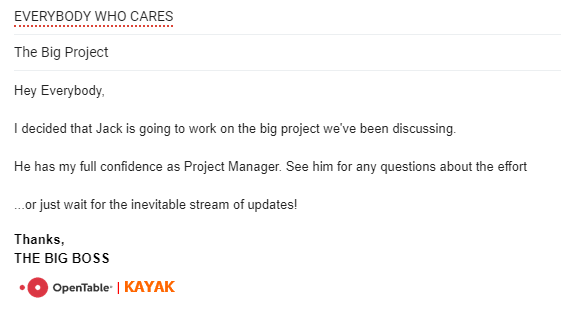 EVERYBODY WHO CARES
The Big Project
Hey Everybody,
I decided that Jack is going to work on the big project we've been discussing.
He has my full confidence as Project Manager. See him for any questions about the effort
...or just wait for the inevitable stream of updates!
Thanks,
THE BIG BOSS
OpenTable | KAYAK